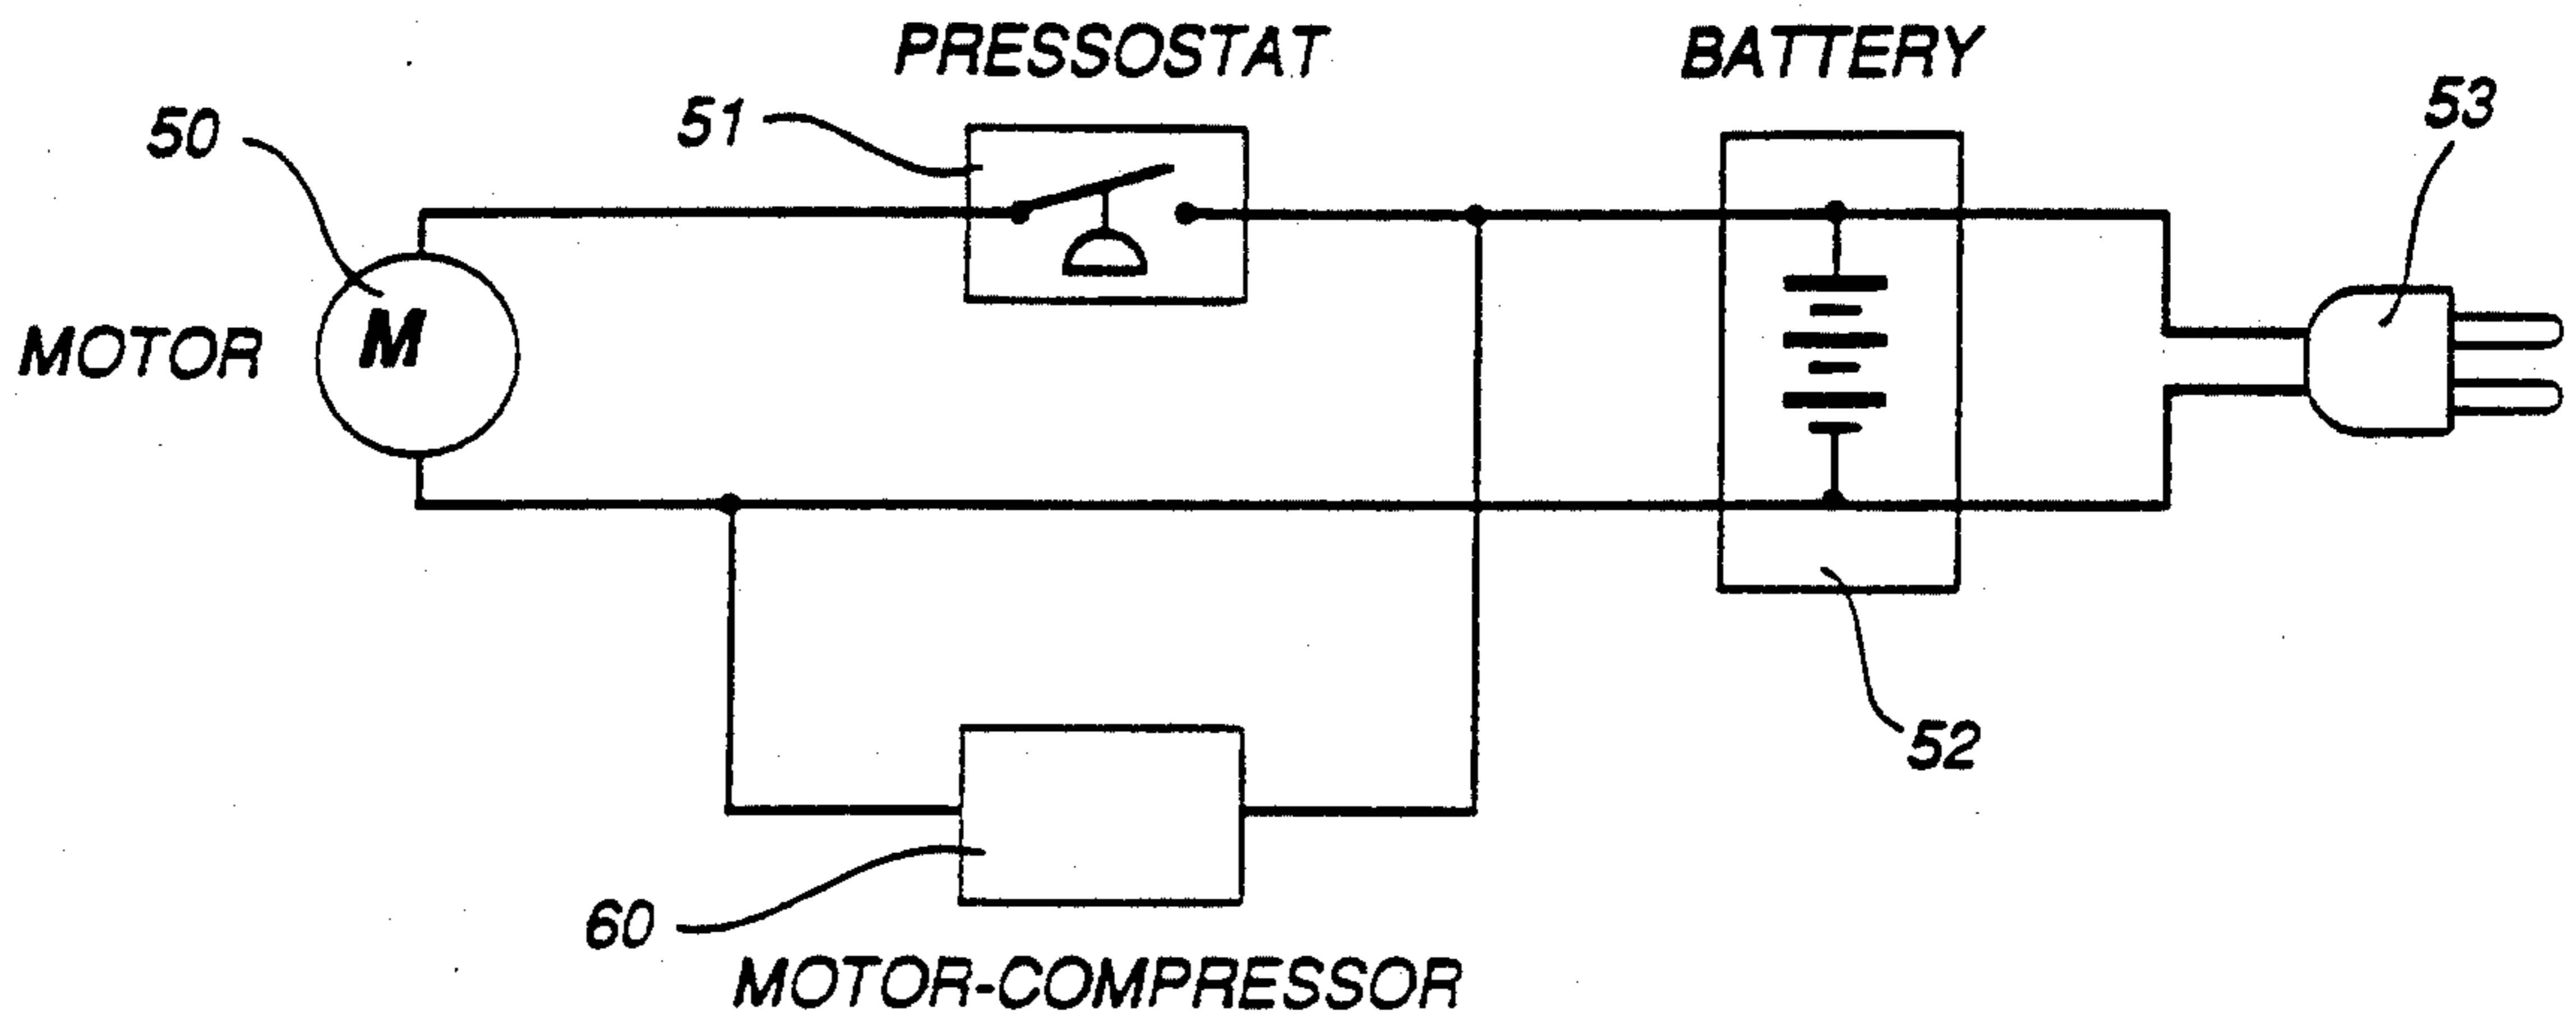 PRESSOSTAT
BATTERY
50
51
53
MOTOR
M
52
60
MOTOR-COMPRESSOR